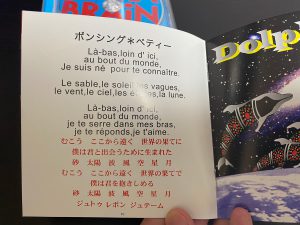 BRAIN
ボンシング＊ペティー
Là-bas,loin d' ici,
au bout du monde,
Je suis né pour te connaître.
Le sable,le soleil,les vagues,
le vent,le ciel,les étoiles,la lune.
Là-bas,loin d' ici,
au bout du monde,
je te serre dans mes bras,
je te réponds,je t'aime.
むこう ここから遠く 世界の果てに
僕は君と出会うために生まれた
砂 太陽 波 風 空 星 月
むこう ここから遠く 世界の果てで
僕は君を抱きしめる
砂 太陽 波 風 空 星 月
ジュトゥ レポン ジュテーム
Dolph